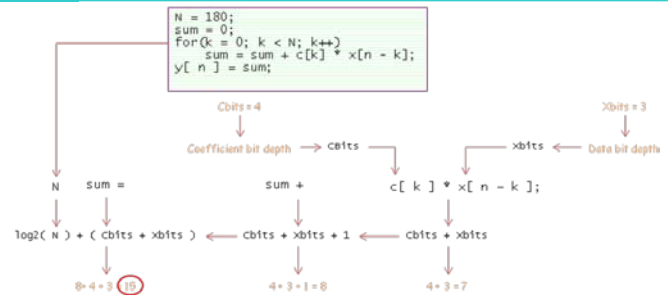 N = 180;
sum = 0;
for(k = 0; k < N; k++)
sum = sum + c[k] * x[n - k];
y[ n ] = sum;
Cbits = 4
Xbits = 3
Coefficient bit depth
CBits
Xbits
Data bit depth
N
sum =
sum +
c[ k ] * x[ n - k ];
log2( N ) + ( Cbits + Xbits )
Cbits + Xbits + 1
Cbits + Xbits
8+ 4 + 3 =15
4 + 3 + 1 = 8
4 + 3 =7